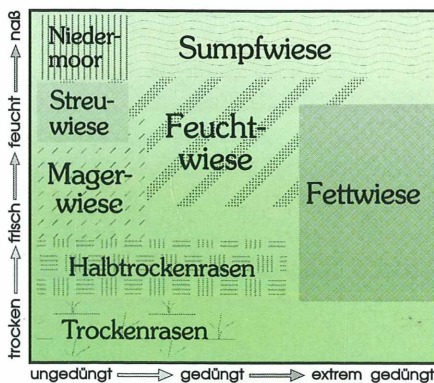 naß
feucht
frisch
trocken
Nieder-
moor
Sumpfwiese
Streu-
wiese
Feucht-
wiese
Mager-
wiese
Fettwiese
Halbtrockenrasen
Trockenrasen
ungedüngt
gedüngt
extrem gedüngt